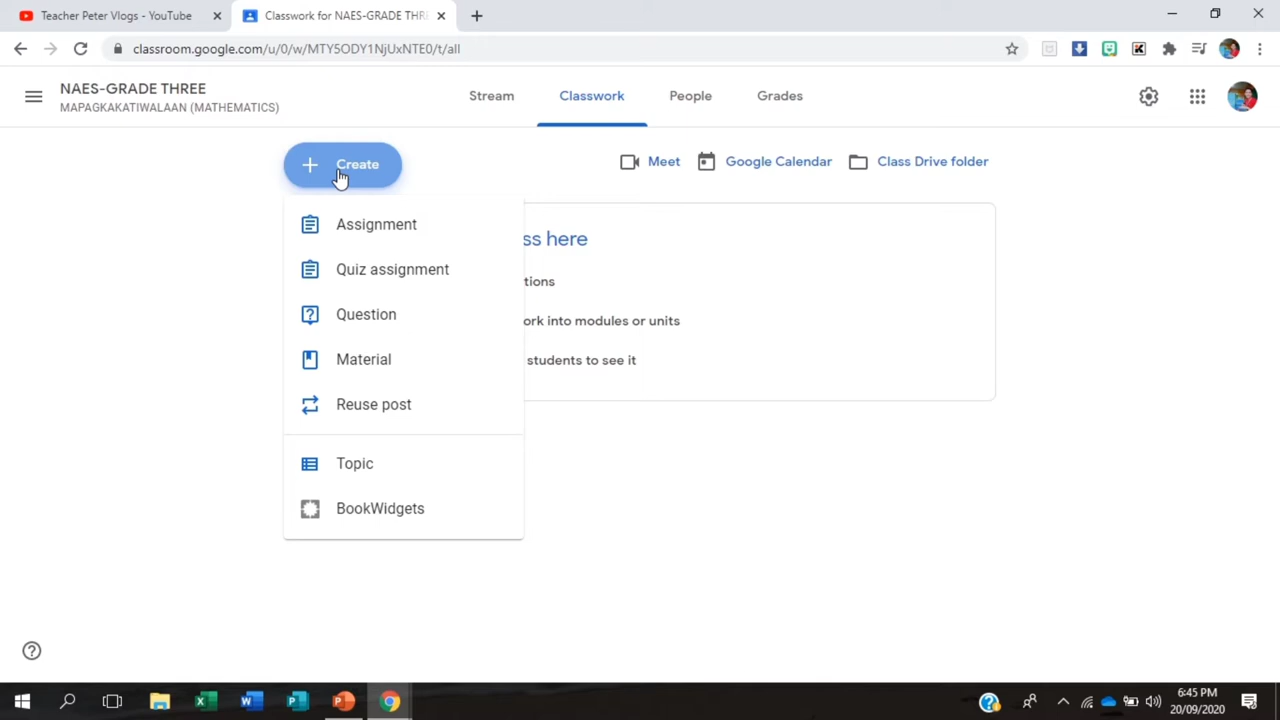 Teacher Peter Vlogs - YouTube
Classwork for NAES-GRADE THRE
classroom.google.com/u/0/w/MTY5ODY1NjUxNTE0/t/all
NAES-GRADE THREE
MAPAGKAKATIWALAAN (MATHEMATICS)
Stream
Classwork
People
Grades
Create
Meet
Google Calendar
Class Drive folder
Assignment
Quiz assignment
Question
Material
Reuse post
Topic
BookWidgets
ss here
tions
ork into modules or units
students to see it
6:45 PM
20/09/2020